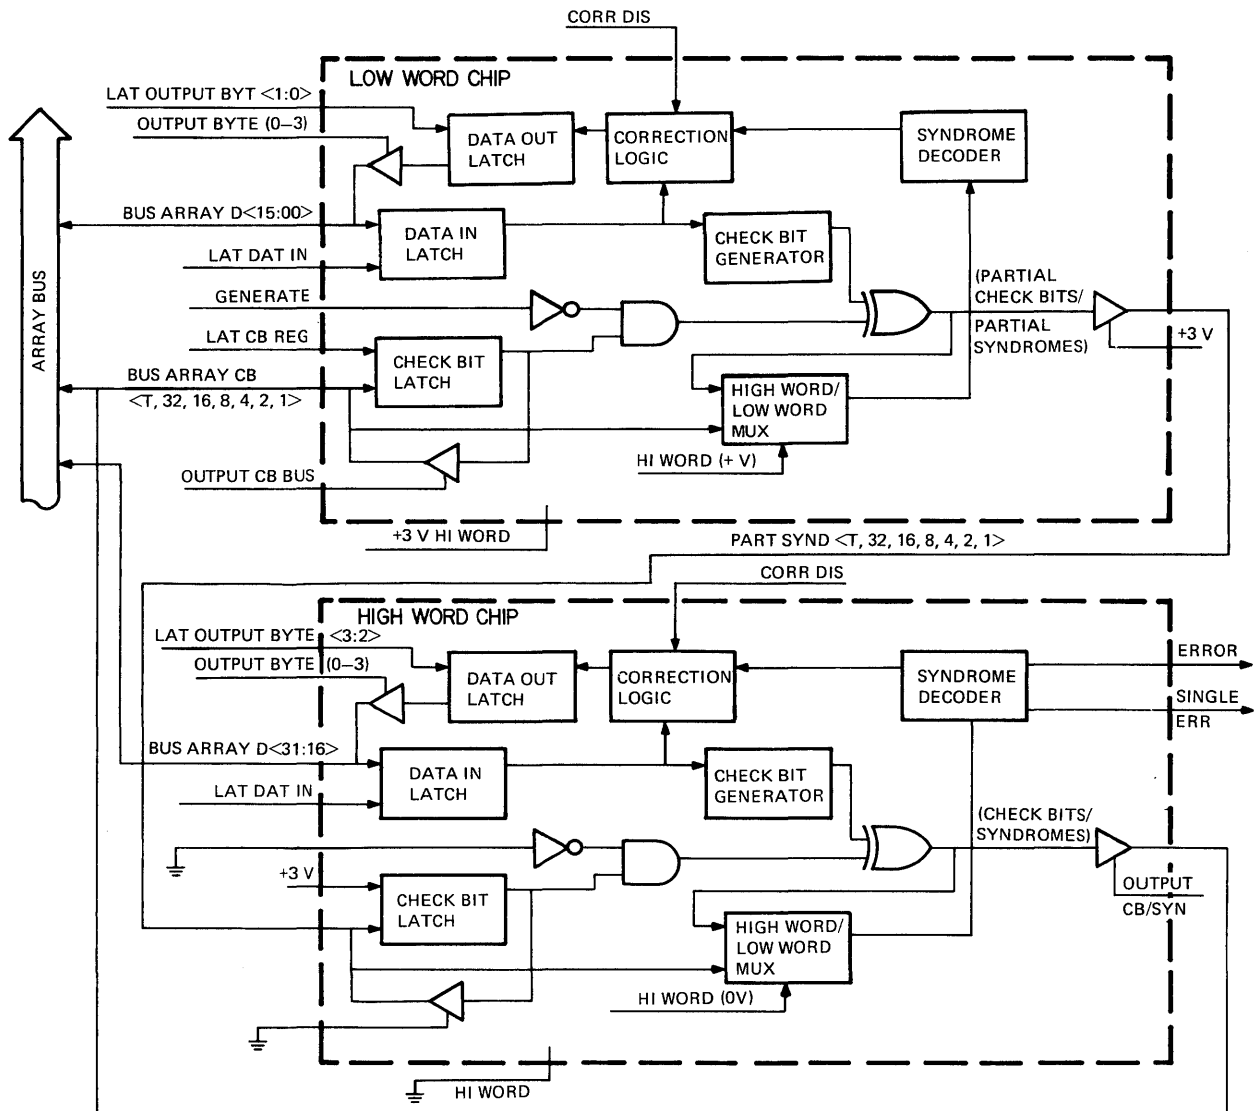 CORR DIS
LOW WORD CHIP
LAT OUTPUT BYT <1:0>
OUTPUT BYTE (0–3)
DATA OUT
LATCH
CORRECTION
LOGIC
SYNDROME
DECODER
BUS ARRAY D<15:00>
DATA IN
LATCH
CHECK BIT
GENERATOR
LAT DAT IN
GENERATE
(PARTIAL
CHECK BITS/
PARTIAL
SYNDROMES)
+3 V
ARRAY BUS
LAT CB REG
CHECK BIT
LATCH
BUS ARRAY CB
<T, 32, 16, 8, 4, 2, 1>
HIGH WORD/
LOW WORD
MUX
HI WORD (+ V)
OUTPUT CB BUS
+3 V HI WORD
PART SYND <T, 32, 16, 8, 4, 2, 1>
CORR DIS
HIGH WORD CHIP
LAT OUTPUT BYTE <3:2>
OUTPUT BYTE (0–3)
DATA OUT
LATCH
CORRECTION
LOGIC
SYNDROME
DECODER
ERROR
SINGLE
ERR
BUS ARRAY D<31:16>
DATA IN
LATCH
CHECK BIT
GENERATOR
LAT DAT IN
(CHECK BITS/
SYNDROMES)
+3 V
CHECK BIT
LATCH
OUTPUT
CB/SYN
HIGH WORD/
LOW WORD
MUX
HI WORD (0V)
HI WORD